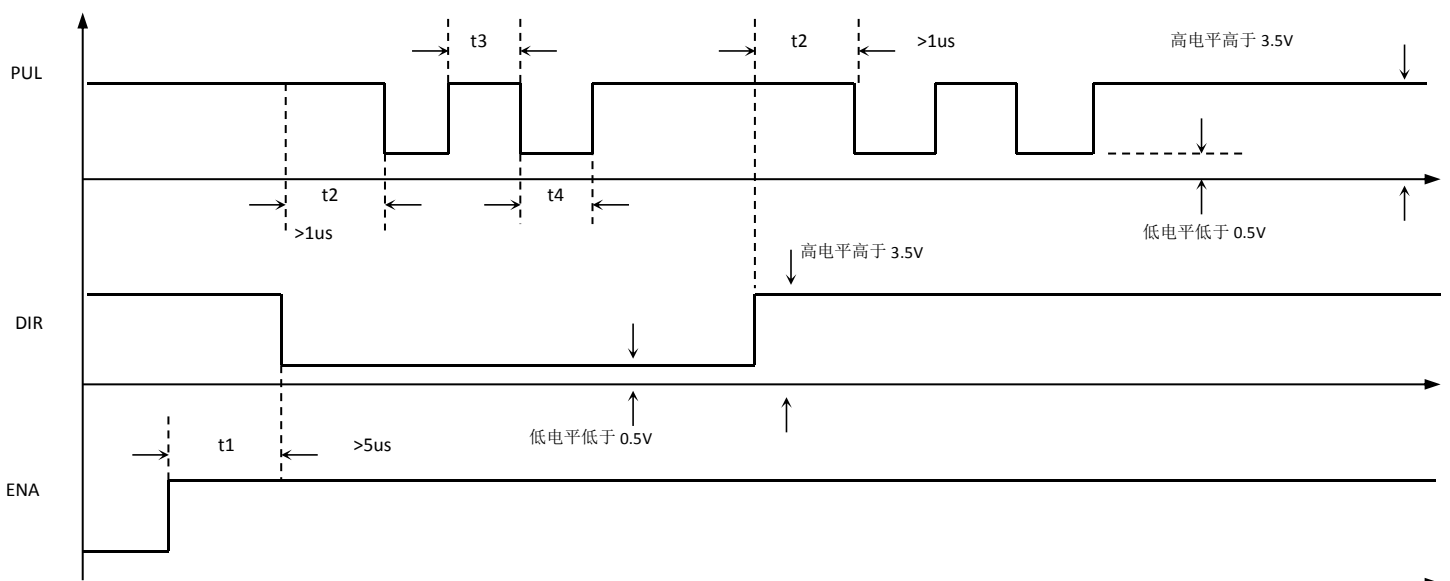 t3
t2
>1us
高电平高于 3.5V
PUL
t2
t4
>1us
低电平低于 0.5V
高电平高于 3.5V
DIR
低电平低于 0.5V
t1
>5us
ENA